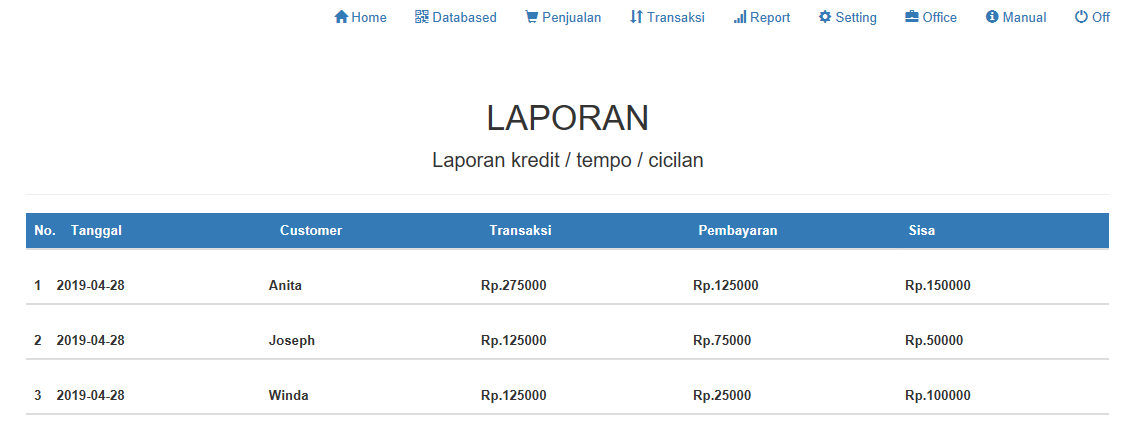 Home Databased Penjualan Transaksi Report Setting Office Manual Off
LAPORAN
Laporan kredit / tempo / cicilan
No. Tanggal Customer Transaksi Pembayaran Sisa
1 2019-04-28 Anita Rp.275000 Rp.125000 Rp.150000
2 2019-04-28 Joseph Rp.125000 Rp.75000 Rp.50000
3 2019-04-28 Winda Rp.125000 Rp.25000 Rp.100000